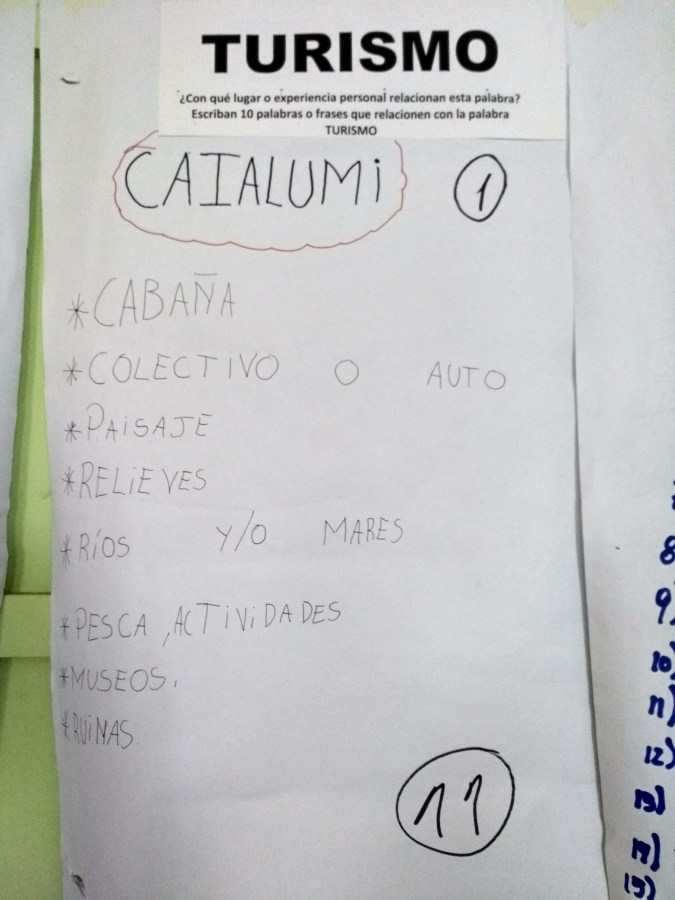 TURISMO
¿Con qué lugar o experiencia personal relacionan esta palabra?
Escriban 10 palabras o frases que relacionen con la palabra
TURISMO
CAIALUMi 1
*CABAÑA
*COLECTIVO O AUTO
*PAiSAJE
*RELiEVES
*RíOS Y/O MARES
*PESCA, ACTiViDADES
*MUSEOS.
*RUiNAS
11
8
9)
10)
11)
12)
13)
15)